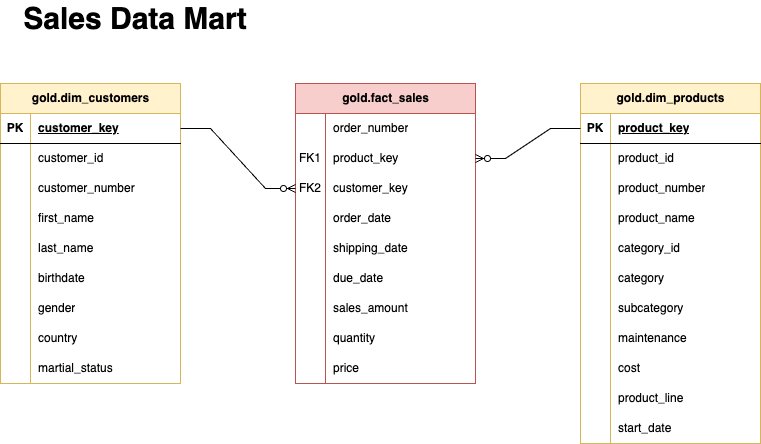 Sales Data Mart
gold.dim_customers
PK customer_key
customer_id
customer_number
first_name
last_name
birthdate
gender
country
martial_status
gold.fact_sales
order_number
FK1 product_key
FK2 customer_key
order_date
shipping_date
due_date
sales_amount
quantity
price
gold.dim_products
PK product_key
product_id
product_number
product_name
category_id
category
subcategory
maintenance
cost
product_line
start_date